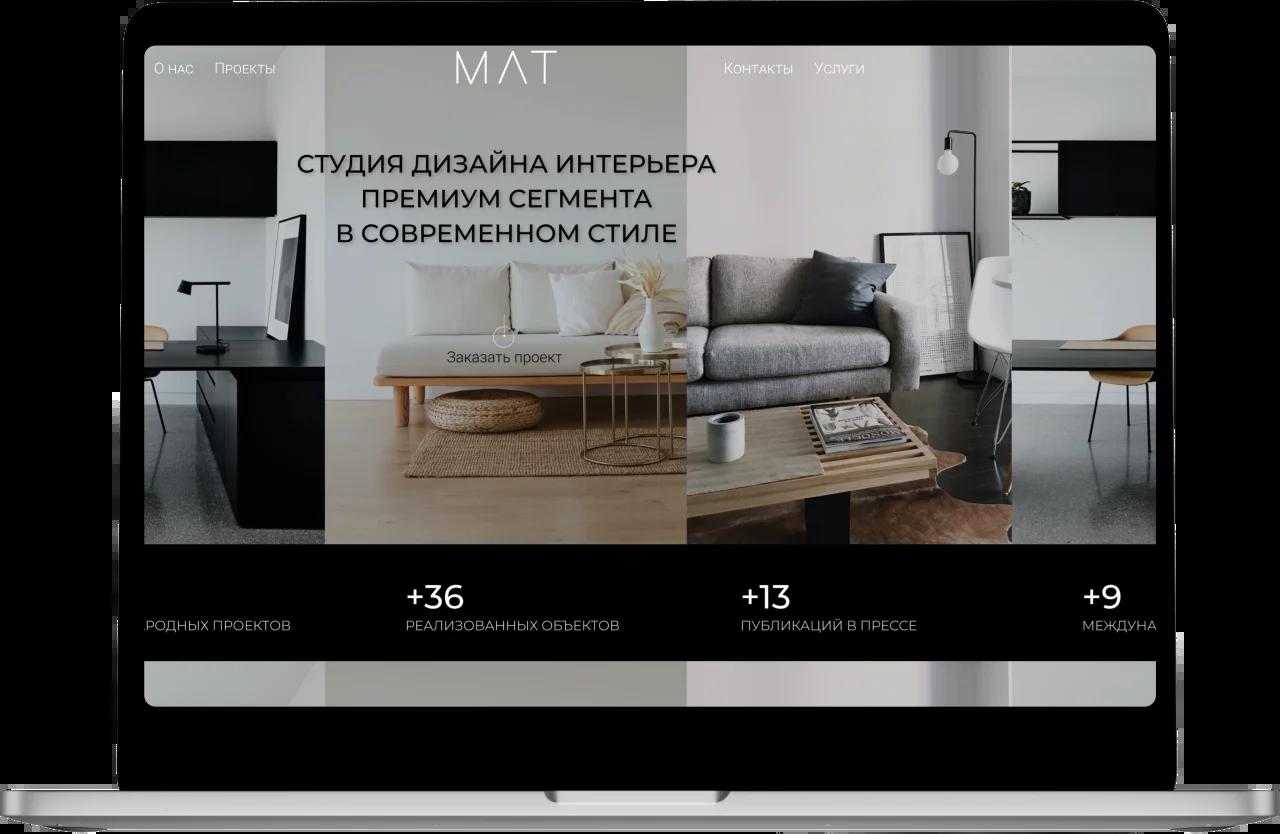 О нас Проекты МЛТ Контакты Услуги
СТУДИЯ ДИЗАЙНА ИНТЕРЬЕРА
ПРЕМИУМ СЕГМЕНТА
В СОВРЕМЕННОМ СТИЛЕ
Заказать проект
+36 +13 +9
РОДНЫХ ПРОЕКТОВ РЕАЛИЗОВАННЫХ ОБЪЕКТОВ ПУБЛИКАЦИЙ В ПРЕССЕ МЕЖДУНА